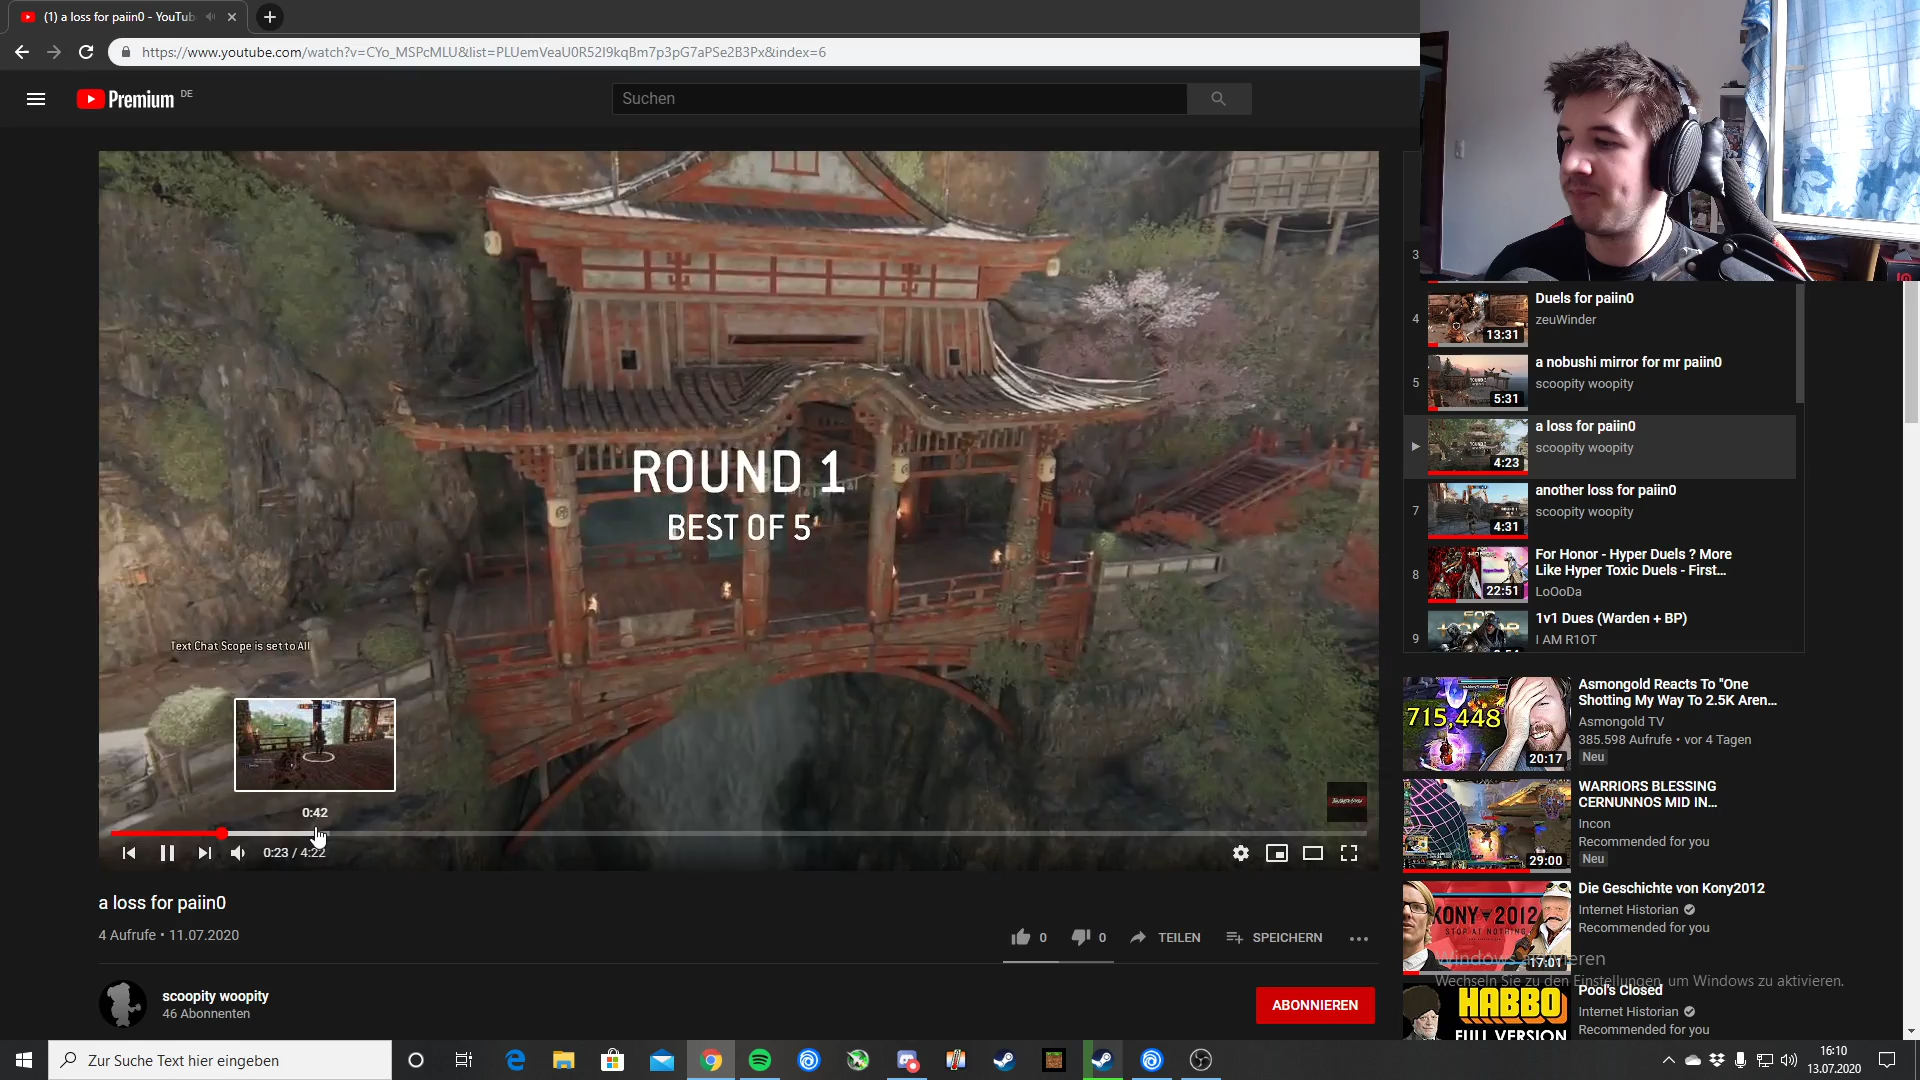 (1) a loss for paiin0 - YouTub
https://www.youtube.com/watch?v=CYo_MSPcMLU&list=PLUemVeaU0R52I9kqBm7p3pG7aPSe2B3Px&index=6
Premium DE
Suchen
ROUND 1
BEST OF 5
Text Chat Scope is set to All
0:42
0:23 / 4:22
a loss for paiin0
4 Aufrufe • 11.07.2020
0
0
TEILEN
SPEICHERN
scoopity woopity
46 Abonnenten
ABONNIEREN
3
4
13:31
Duels for paiin0
zeuWinder
5
5:31
a nobushi mirror for mr paiin0
scoopity woopity
4:23
a loss for paiin0
scoopity woopity
7
4:31
another loss for paiin0
scoopity woopity
8
22:51
For Honor - Hyper Duels ? More
Like Hyper Toxic Duels - First...
LoOoDa
9
1v1 Dues (Warden + BP)
I AM R1OT
715,448
20:17
Asmongold Reacts To "One
Shotting My Way To 2.5K Aren...
Asmongold TV
385.598 Aufrufe • vor 4 Tagen
Neu
29:00
WARRIORS BLESSING
CERNUNNOS MID IN...
Incon
Recommended for you
Neu
KONY 2012
STOP AT NOTHING
17:01
Die Geschichte von Kony2012
Internet Historian
Recommended for you
Wechseln Sie zu den Einstellungen, um Windows zu aktivieren.
HABBO
FULL VERSION
Pool's Closed
Internet Historian
Recommended for you
Zur Suche Text hier eingeben
16:10
13.07.2020